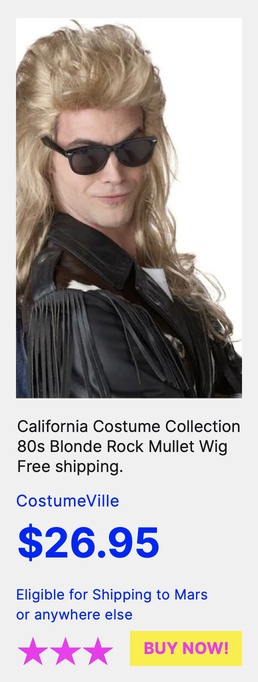 California Costume Collection
80s Blonde Rock Mullet Wig
Free shipping.
CostumeVille
$26.95
Eligible for Shipping to Mars
or anywhere else
BUY NOW!